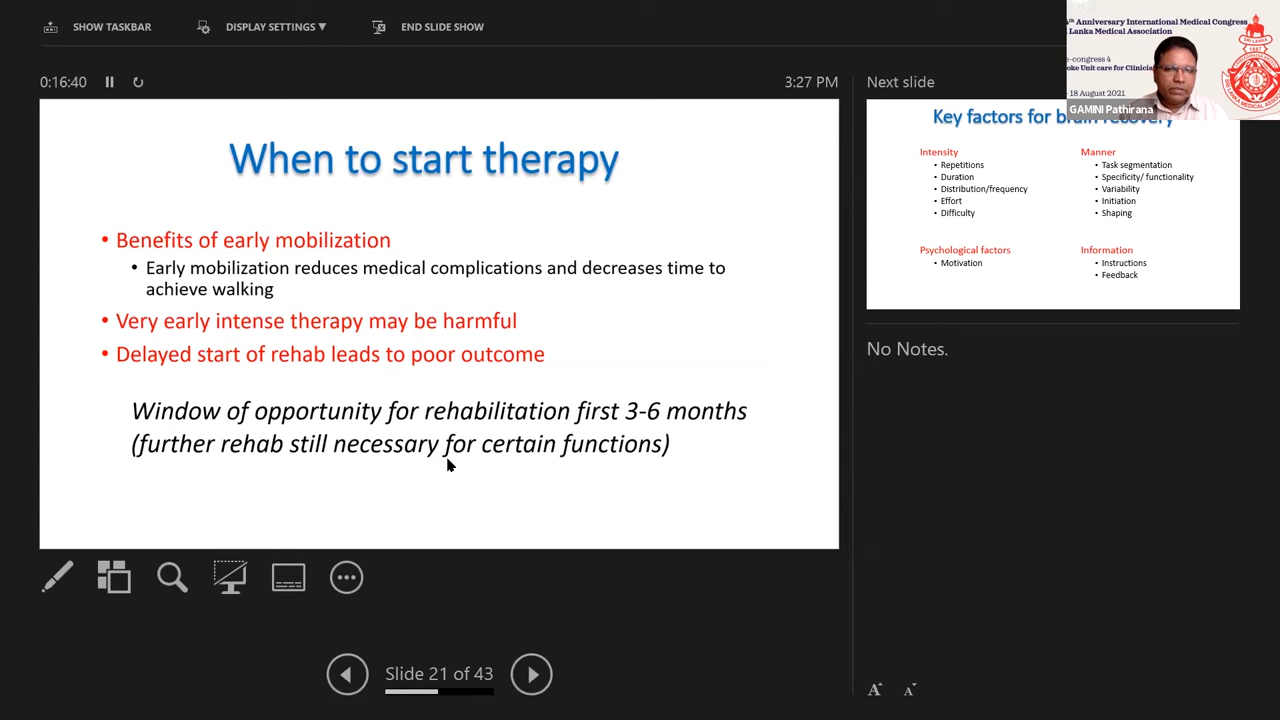 SHOW TASKBAR
DISPLAY SETTINGS ▼
END SLIDE SHOW
0:16:40
3:27 PM
When to start therapy
• Benefits of early mobilization
• Early mobilization reduces medical complications and decreases time to
achieve walking
• Very early intense therapy may be harmful
• Delayed start of rehab leads to poor outcome
Window of opportunity for rehabilitation first 3-6 months
(further rehab still necessary for certain functions)
Slide 21 of 43
Next slide
Key factors for brain recovery
Intensity
• Repetitions
• Duration
• Distribution/frequency
• Effort
• Difficulty
Manner
• Task segmentation
• Specificity/ functionality
• Variability
• Initiation
• Shaping
Psychological factors
• Motivation
Information
• Instructions
• Feedback
No Notes.
A A
Anniversary International Medical Congress
Lanka Medical Association
e-congress 4
oke Unit care for Clinicia
18 August 2021
GAMINI Pathirana
SRI LANKA
1887